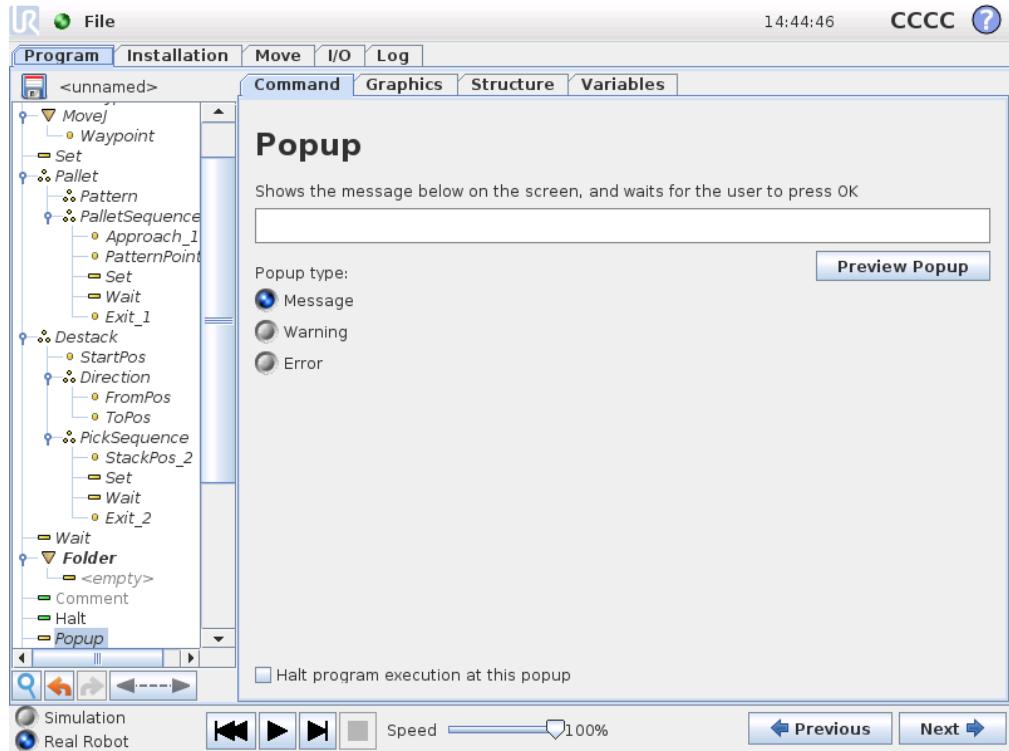 UR File 14:44:46 CCCC ?
Program Installation Move I/O Log
<unnamed>
Command Graphics Structure Variables
MoveJ
Waypoint
Set
Pallet
Pattern
PalletSequence
Approach_1
PatternPoint
Set
Wait
Exit_1
Destack
StartPos
Direction
FromPos
ToPos
PickSequence
StackPos_2
Set
Wait
Exit_2
Wait
Folder
<empty>
Comment
Halt
Popup
Popup
Shows the message below on the screen, and waits for the user to press OK
Preview Popup
Popup type:
Message
Warning
Error
Halt program execution at this popup
Simulation
Real Robot
Speed 100%
Previous Next